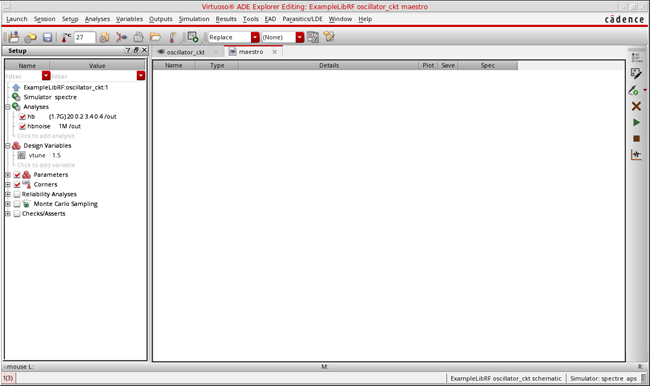 Virtuoso® ADE Explorer Editing: ExampleLibRF oscillator_ckt maestro
Launch Session Setup Analyses Variables Outputs Simulation Results Tools EAD Parasitics/LDE Window Help
cādence
27 Replace (None)
Setup
oscillator_ckt maestro
Name Value
Name Type Details Plot Save Spec
Filter Filter
ExampleLibRF:oscillator_ckt:1
Simulator spectre
Analyses
hb (1.7G) 20 0.2 3.4 0.4 /out
hbnoise 1M /out
Click to add analysis
Design Variables
vtune 1.5
Click to add variable
Parameters
Corners
Reliability Analyses
Monte Carlo Sampling
Checks/Asserts
mouse L: M: R:
1(3) ExampleLibRF oscillator_ckt schematic Simulator: spectre aps